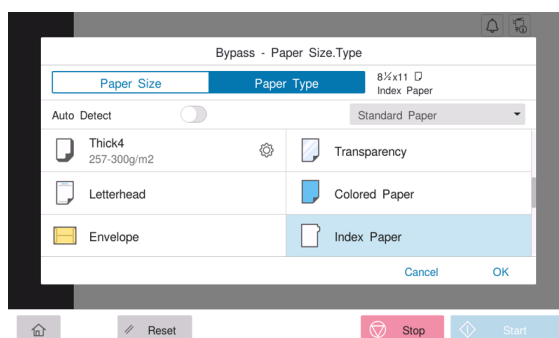 Bypass - Paper Size.Type
Paper Size
Paper Type
8½x11
Index Paper
Auto Detect
Standard Paper
Thick4
257-300g/m2
Transparency
Letterhead
Colored Paper
Envelope
Index Paper
Cancel
OK
Reset
Stop
Start